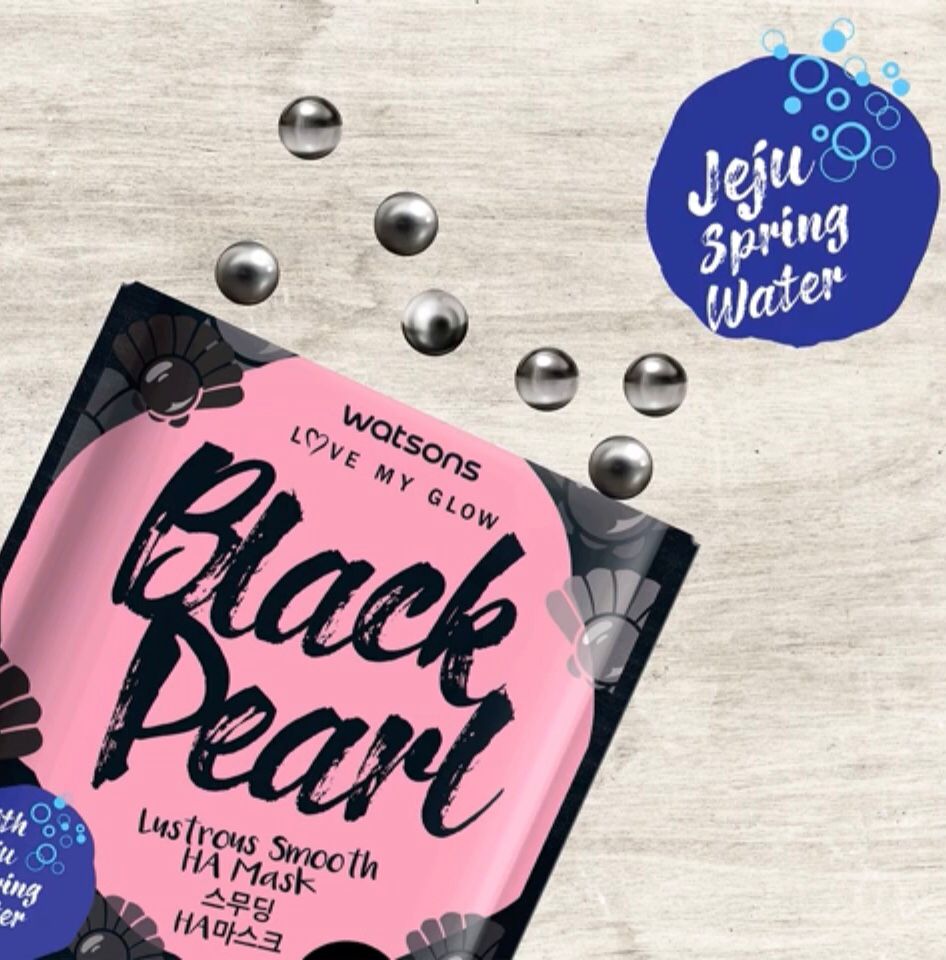 Jeju
Spring
Water
watsons
LOVE MY GLOW
Black
Pearl
Lustrous Smooth
HA Mask
스무딩
HA마스크